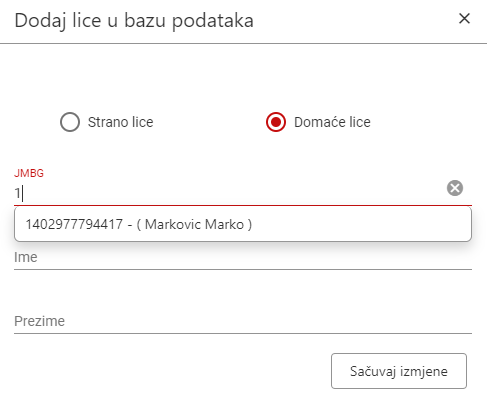 Dodaj lice u bazu podataka
Strano lice
Domaće lice
JMBG
1
1402977794417 - ( Markovic Marko )
Ime
Prezime
Sačuvaj izmjene